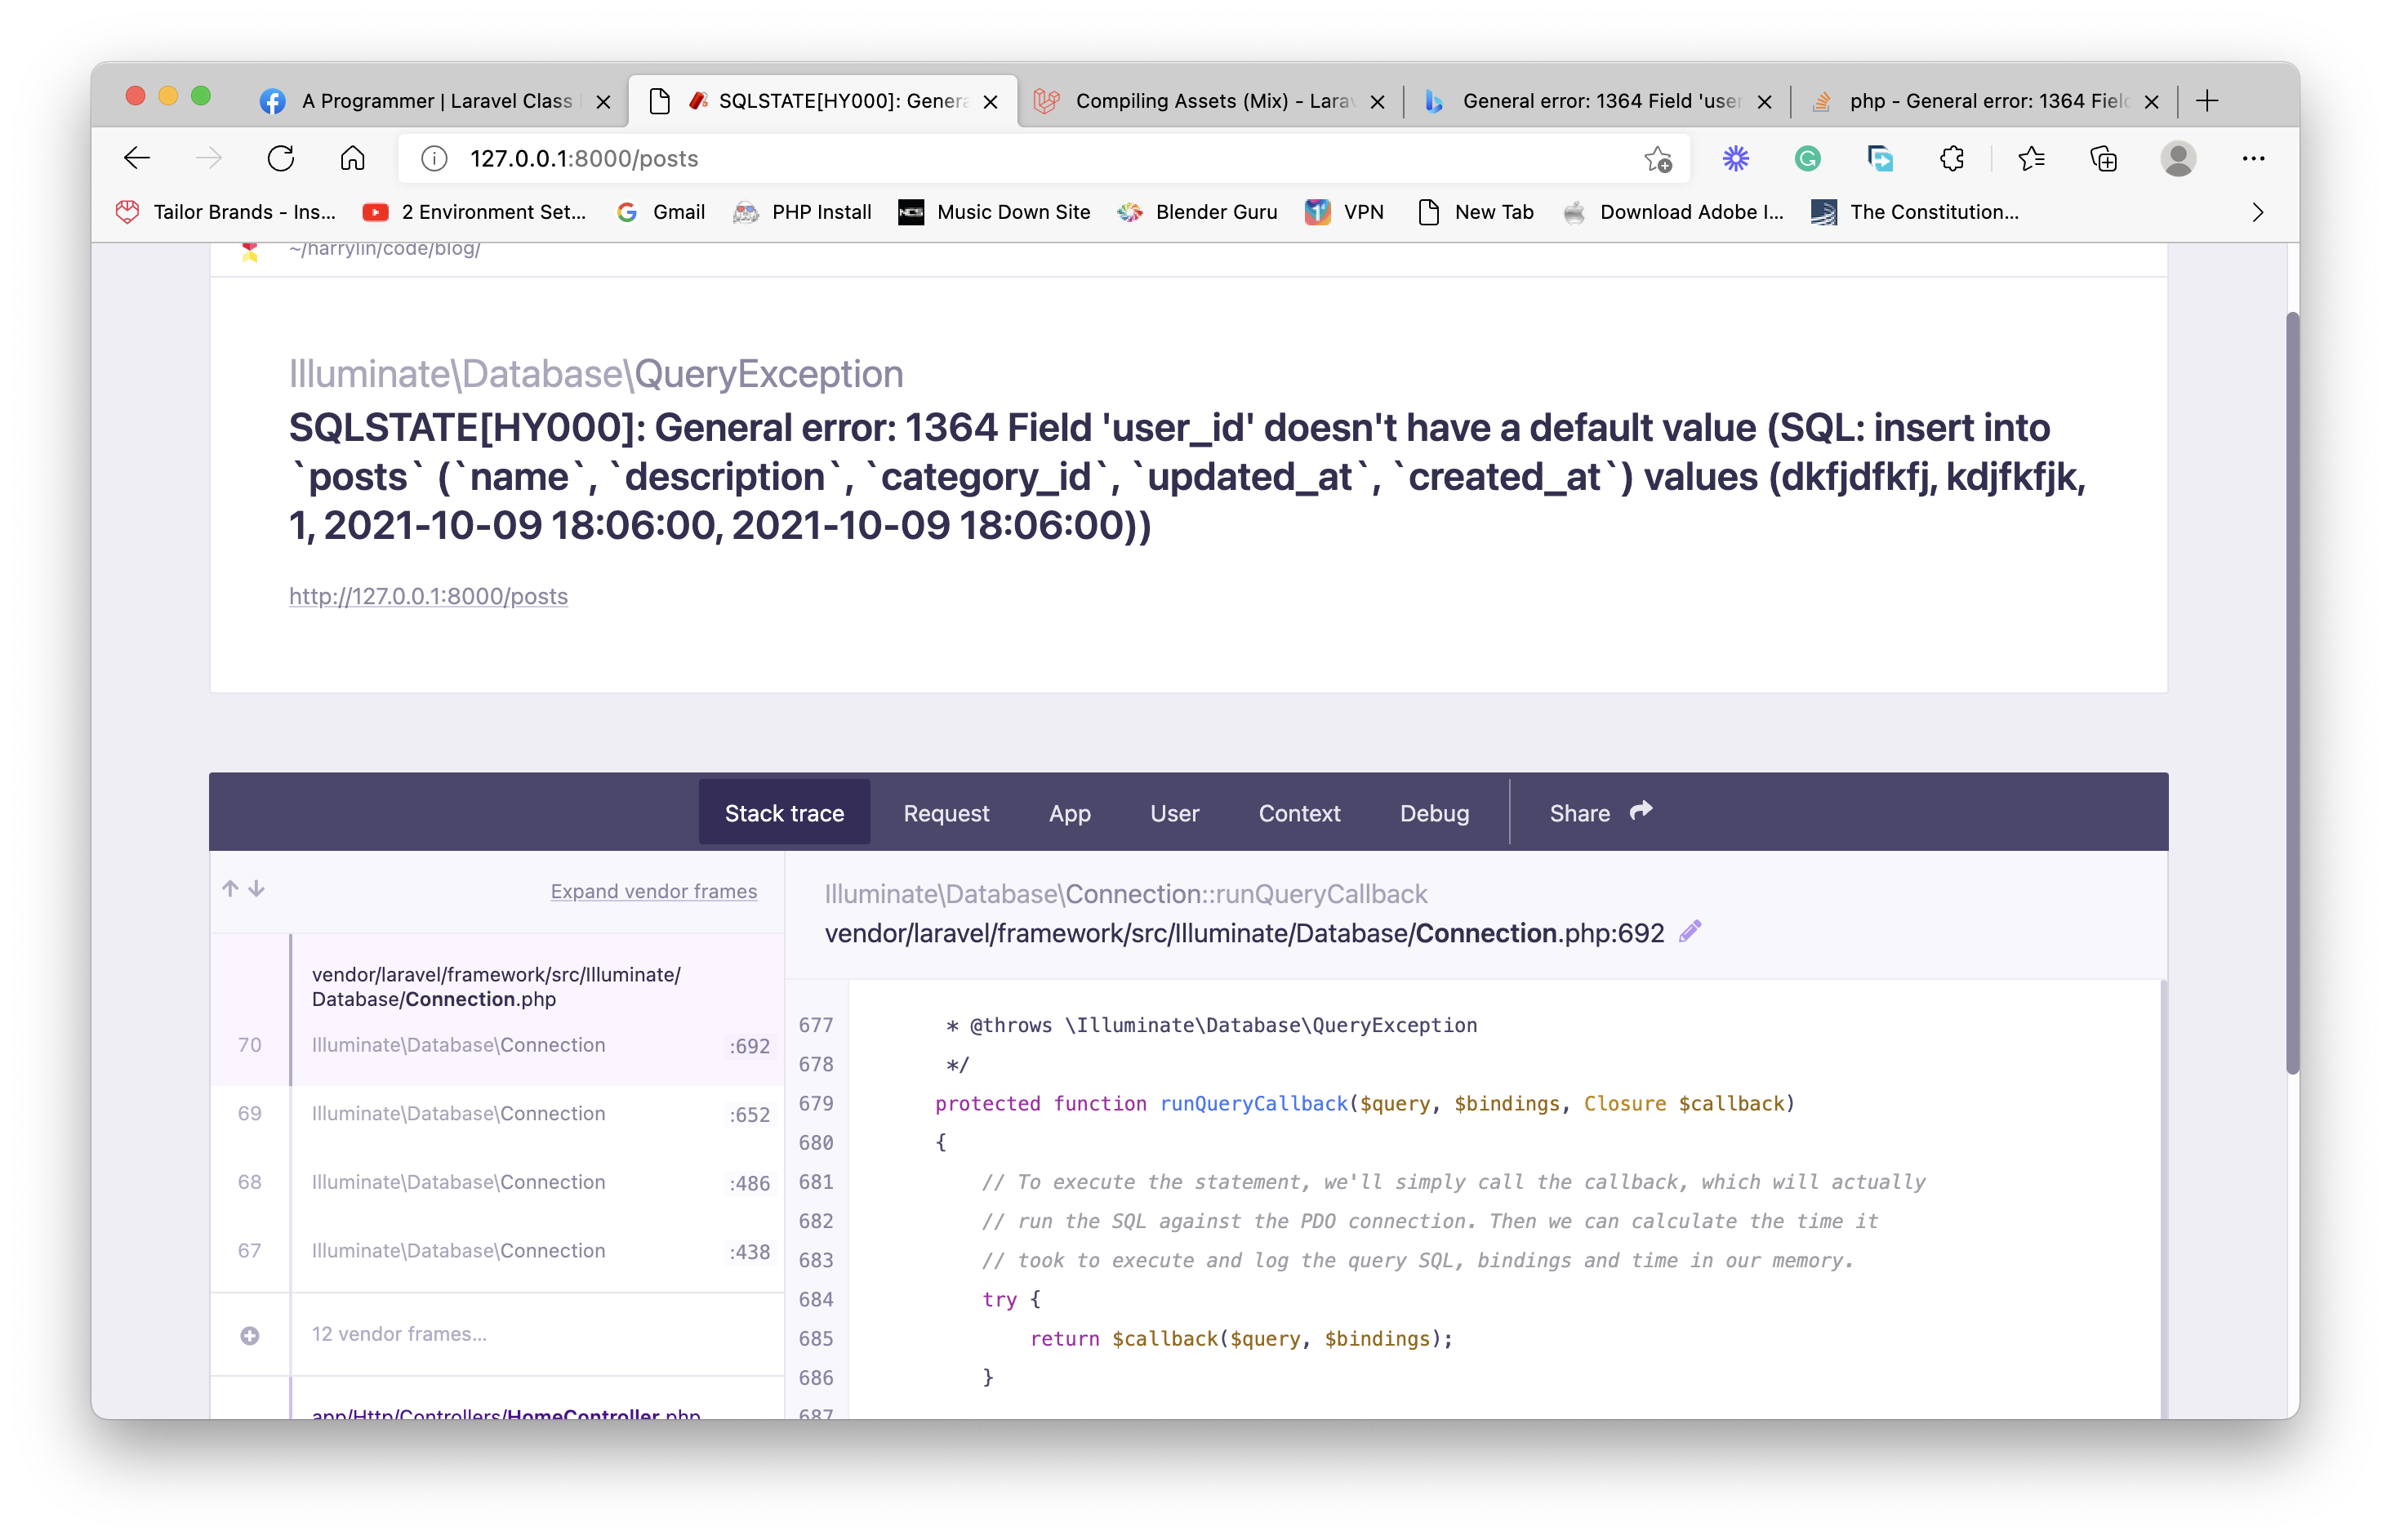 A Programmer | Laravel Class
SQLSTATE[HY000]: Genera
Compiling Assets (Mix) - Larav
General error: 1364 Field 'user
php - General error: 1364 Field
127.0.0.1:8000/posts
Tailor Brands - Ins...
2 Environment Set...
Gmail
PHP Install
NCS
Music Down Site
Blender Guru
VPN
New Tab
Download Adobe I...
The Constitution...
~/harrylin/code/blog/
Illuminate\Database\QueryException
SQLSTATE[HY000]: General error: 1364 Field 'user_id' doesn't have a default value (SQL: insert into
`posts` (`name`, `description`, `category_id`, `updated_at`, `created_at`) values (dkfjdfkfj, kdjfkfjk,
1, 2021-10-09 18:06:00, 2021-10-09 18:06:00))
http://127.0.0.1:8000/posts
Stack trace
Request
App
User
Context
Debug
Share
Expand vendor frames
vendor/laravel/framework/src/Illuminate/
Database/Connection.php
70 Illuminate\Database\Connection :692
69 Illuminate\Database\Connection :652
68 Illuminate\Database\Connection :486
67 Illuminate\Database\Connection :438
12 vendor frames...
app/Http/Controllers/HomeController.php
Illuminate\Database\Connection::runQueryCallback
vendor/laravel/framework/src/Illuminate/Database/Connection.php:692
677 * @throws \Illuminate\Database\QueryException
678 */
679 protected function runQueryCallback($query, $bindings, Closure $callback)
680 {
681 // To execute the statement, we'll simply call the callback, which will actually
682 // run the SQL against the PDO connection. Then we can calculate the time it
683 // took to execute and log the query SQL, bindings and time in our memory.
684 try {
685 return $callback($query, $bindings);
686 }
687